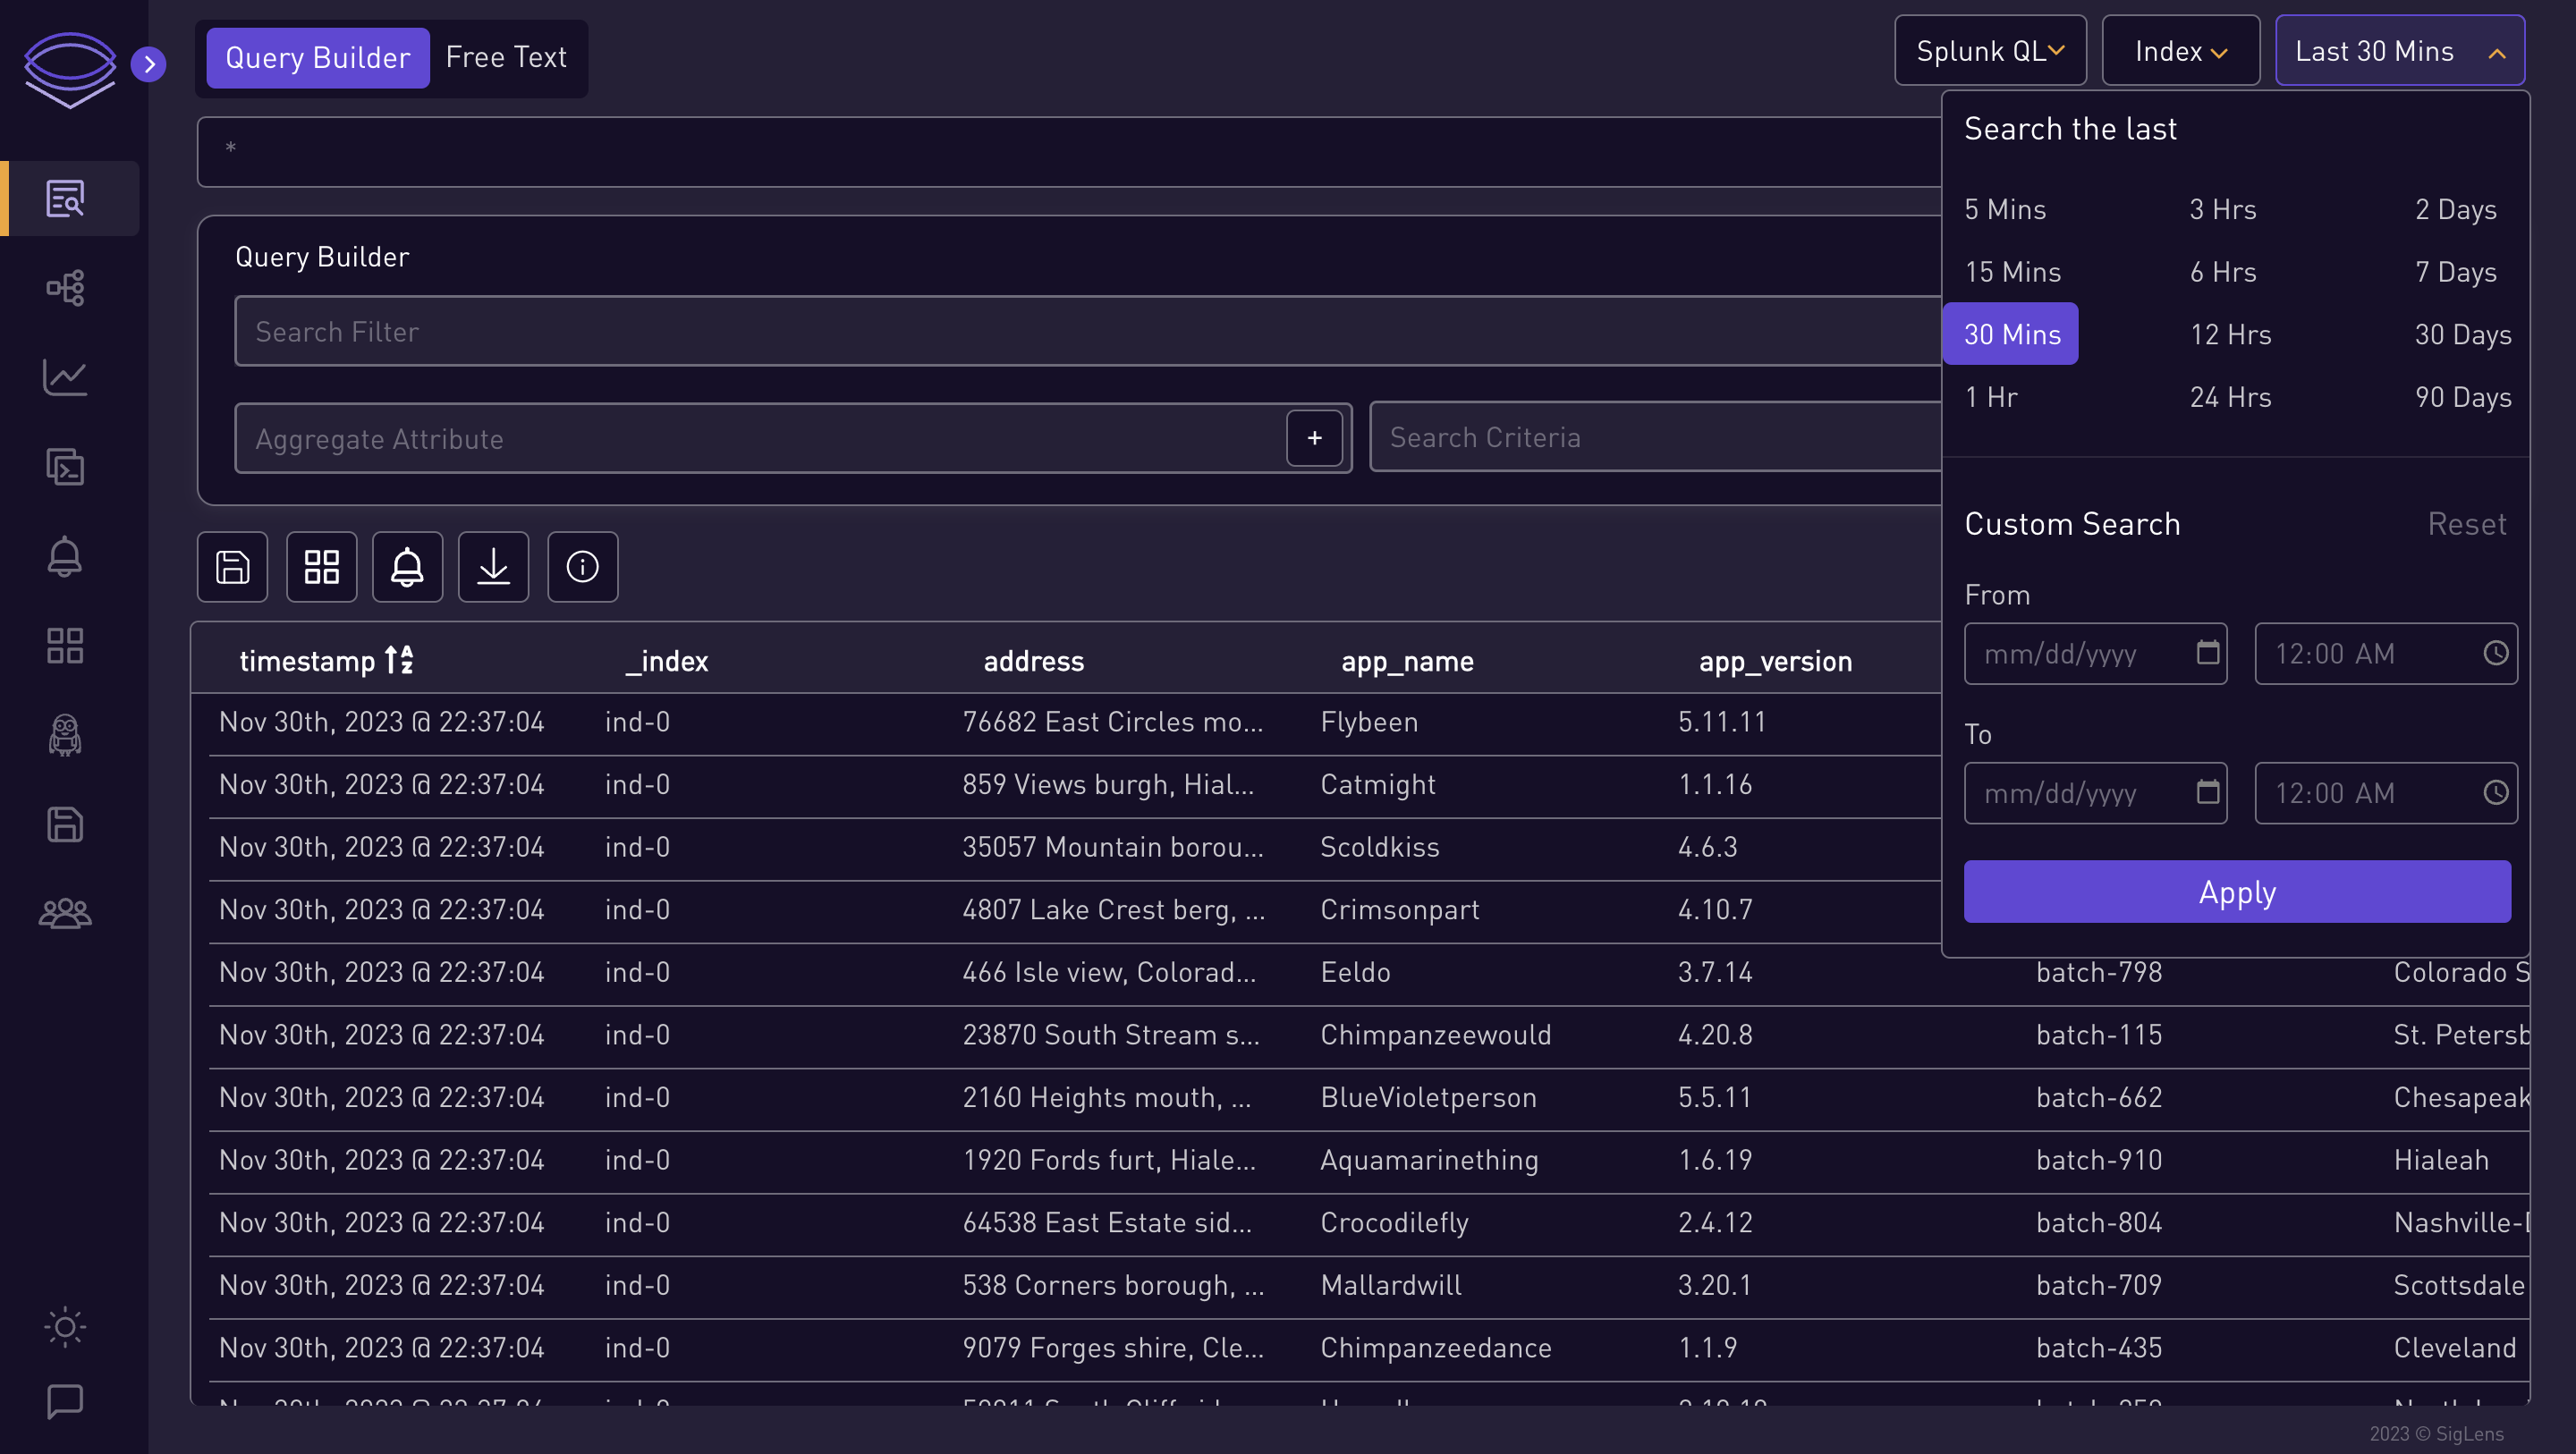 Query Builder Free Text
Splunk QL Index Last 30 Mins
*
Search the last
5 Mins 3 Hrs 2 Days
15 Mins 6 Hrs 7 Days
30 Mins 12 Hrs 30 Days
1 Hr 24 Hrs 90 Days
Custom Search Reset
From
mm/dd/yyyy 12:00 AM
To
mm/dd/yyyy 12:00 AM
Apply
Query Builder
Search Filter
Aggregate Attribute + Search Criteria
timestamp _index address app_name app_version
Nov 30th, 2023 @ 22:37:04 ind-0 76682 East Circles mo... Flybeen 5.11.11
Nov 30th, 2023 @ 22:37:04 ind-0 859 Views burgh, Hial... Catmight 1.1.16
Nov 30th, 2023 @ 22:37:04 ind-0 35057 Mountain borou... Scoldkiss 4.6.3
Nov 30th, 2023 @ 22:37:04 ind-0 4807 Lake Crest berg, ... Crimsonpart 4.10.7
Nov 30th, 2023 @ 22:37:04 ind-0 466 Isle view, Colorad... Eeldo 3.7.14 batch-798 Colorado S
Nov 30th, 2023 @ 22:37:04 ind-0 23870 South Stream s... Chimpanzeewould 4.20.8 batch-115 St. Petersb
Nov 30th, 2023 @ 22:37:04 ind-0 2160 Heights mouth, ... BlueVioletperson 5.5.11 batch-662 Chesapeak
Nov 30th, 2023 @ 22:37:04 ind-0 1920 Fords furt, Hiale... Aquamarinething 1.6.19 batch-910 Hialeah
Nov 30th, 2023 @ 22:37:04 ind-0 64538 East Estate sid... Crocodilefly 2.4.12 batch-804 Nashville-D
Nov 30th, 2023 @ 22:37:04 ind-0 538 Corners borough, ... Mallardwill 3.20.1 batch-709 Scottsdale
Nov 30th, 2023 @ 22:37:04 ind-0 9079 Forges shire, Cle... Chimpanzeedance 1.1.9 batch-435 Cleveland
2023 © SigLens